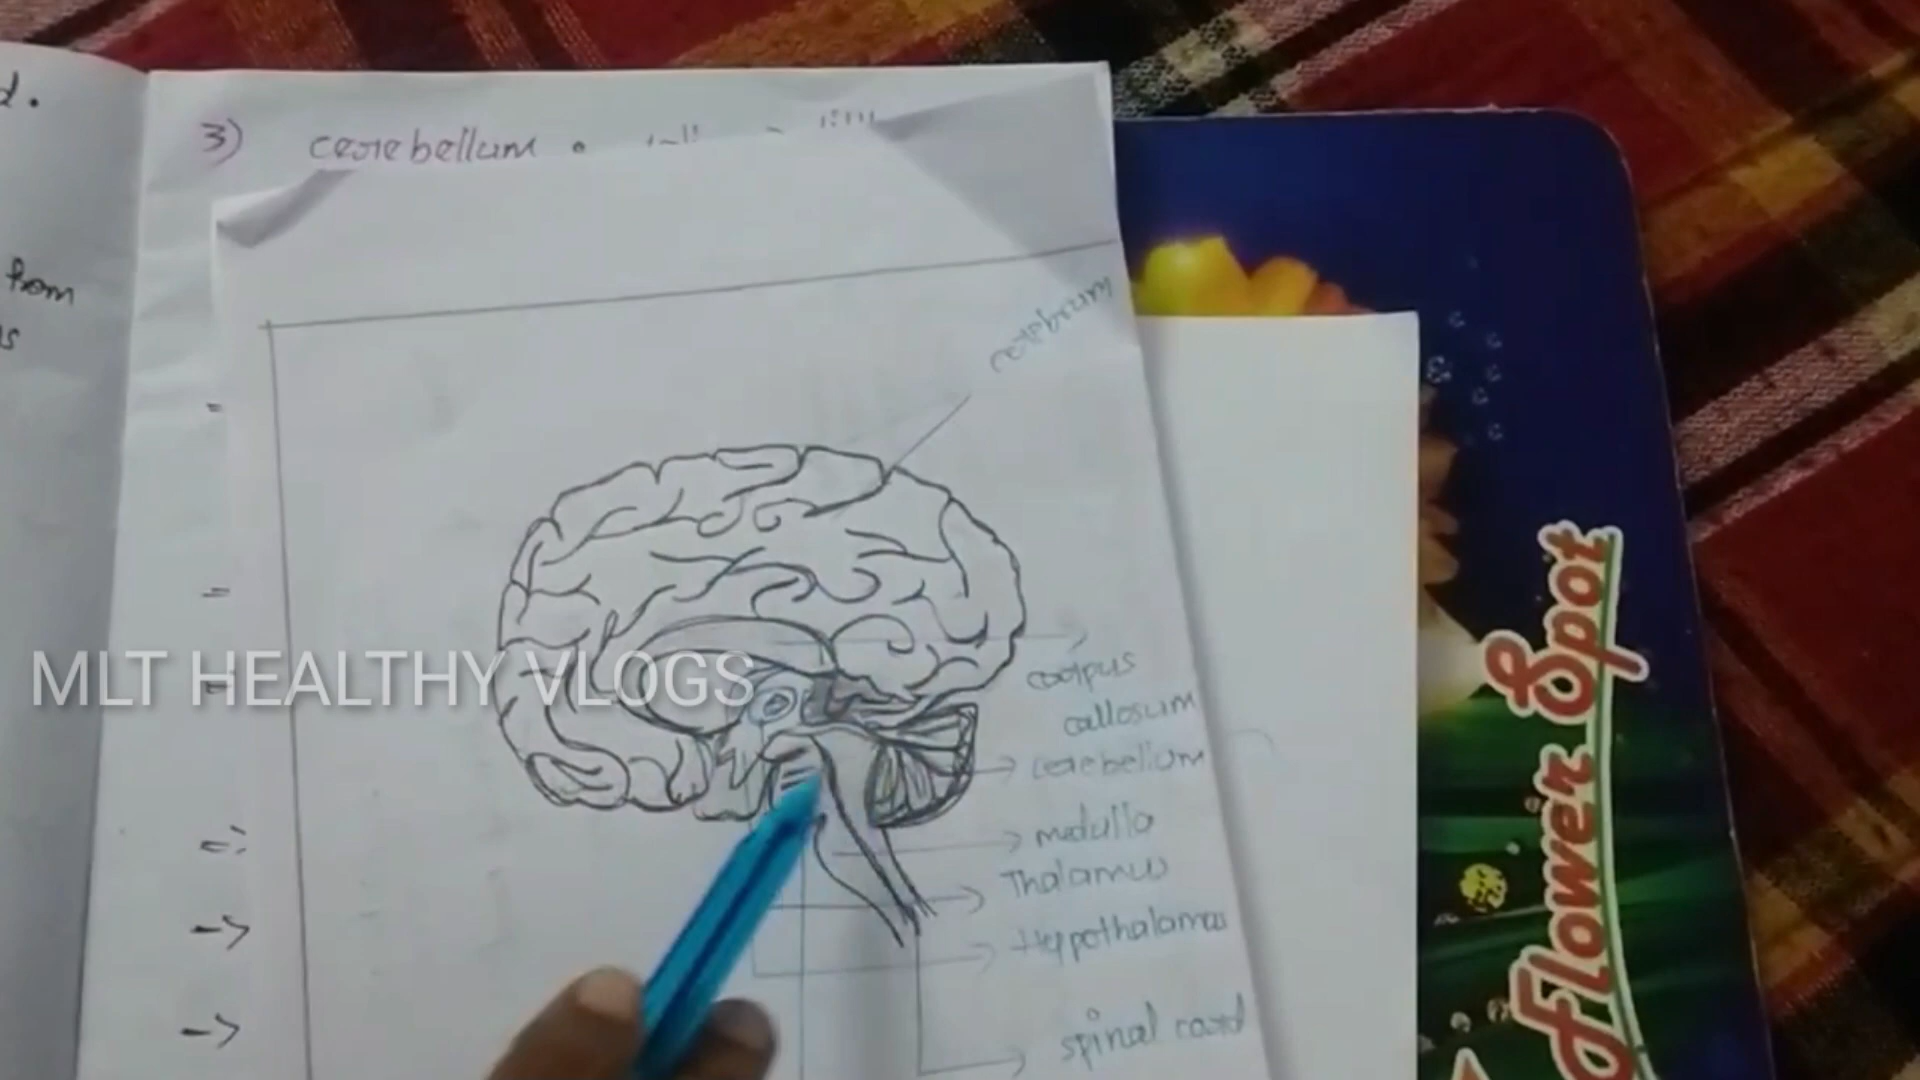 d.
from
s
3) cerebellum .
cerebrum
MLT HEALTHY VLOGS
corpus
callosum
cerebellum
medulla
Thalamus
Hypothalamus
spinal cord
Flower Spot